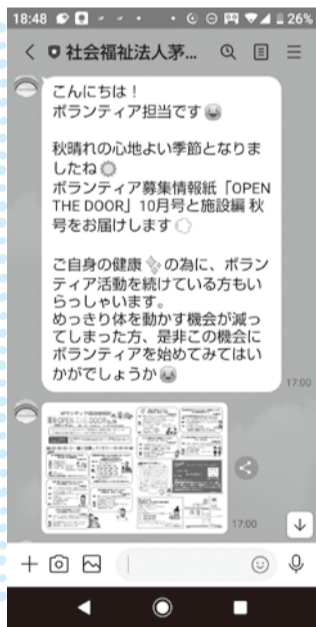 18:48
26%
社会福祉法人茅...
こんにちは！
ボランティア担当です
秋晴れの心地よい季節となりま
したね
ボランティア募集情報紙「OPEN
THE DOOR」10月号と施設編 秋
号をお届けします
ご自身の健康 の為に、ボラン
ティア活動を続けている方もい
らっしゃいます。
めっきり体を動かす機会が減っ
てしまった方、是非この機会に
ボランティアを始めてみてはい
かがでしょうか
17:00
OPEN DOOR
17:00